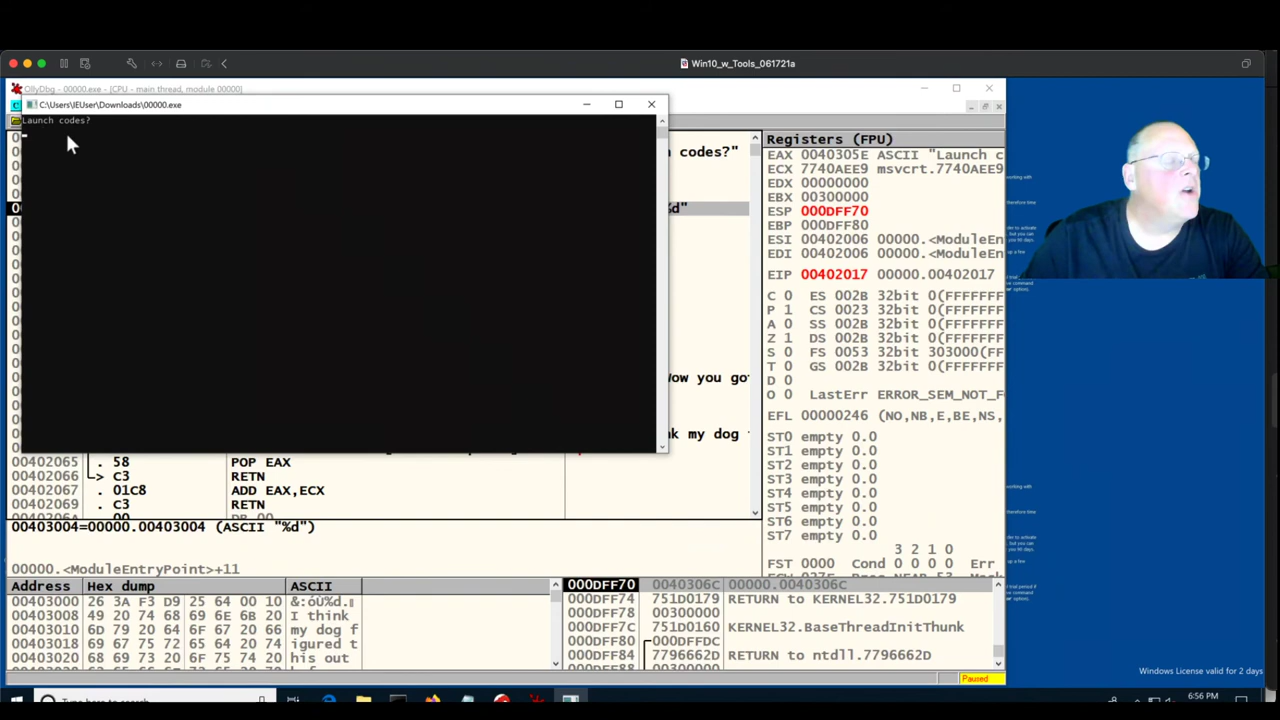 Win10_w_Tools_061721a
OllyDbg - 00000.exe - [CPU - main thread, module 00000]
C:\Users\IEUser\Downloads\00000.exe
Launch codes?
codes?"
%d"
Wow you go
nk my dog
00402065 . 58 POP EAX
00402066 > C3 RETN
00402067 . 01C8 ADD EAX,ECX
00402069 . C3 RETN
00403004=00000.00403004 (ASCII "%d")
00000.<ModuleEntryPoint>+11
Registers (FPU)
EAX 0040305E ASCII "Launch c
ECX 7740AEE9 msvcrt.7740AEE9
EDX 00000000
EBX 00300000
ESP 000DFF70
EBP 000DFF80
ESI 00402006 00000.<ModuleEn
EDI 00402006 00000.<ModuleEn
EIP 00402017 00000.00402017
C 0 ES 002B 32bit 0(FFFFFFF
P 1 CS 0023 32bit 0(FFFFFFF
A 0 SS 002B 32bit 0(FFFFFFF
Z 1 DS 002B 32bit 0(FFFFFFF
S 0 FS 0053 32bit 303000(FF
T 0 GS 002B 32bit 0(FFFFFFF
D 0
O 0 LastErr ERROR_SEM_NOT_F
EFL 00000246 (NO,NB,E,BE,NS,
ST0 empty 0.0
ST1 empty 0.0
ST2 empty 0.0
ST3 empty 0.0
ST4 empty 0.0
ST5 empty 0.0
ST6 empty 0.0
ST7 empty 0.0
3 2 1 0
FST 0000 Cond 0 0 0 0 Err
Address Hex dump ASCII
00403000 26 3A F3 D9 25 64 00 10 &:óÙ%d.
00403008 49 20 74 68 69 6E 6B 20 I think
00403010 6D 79 20 64 6F 67 20 66 my dog f
00403018 69 67 75 72 65 64 20 74 igured t
00403020 68 69 73 20 6F 75 74 20 his out
000DFF70 0040306C 00000.0040306C
000DFF74 751D0179 RETURN to KERNEL32.751D0179
000DFF78 00300000
000DFF7C 751D0160 KERNEL32.BaseThreadInitThunk
000DFF80 000DFFDC
000DFF84 7796662D RETURN to ntdll.7796662D
000DFF88 00300000
Paused
Windows License valid for 2 days
Type here to search
6:56 PM